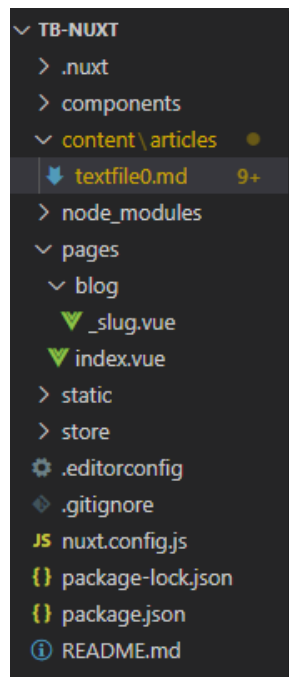 TB-NUXT
.nuxt
components
content\articles
textfile0.md 9+
node_modules
pages
blog
_slug.vue
index.vue
static
store
.editorconfig
.gitignore
JS nuxt.config.js
{} package-lock.json
{} package.json
README.md